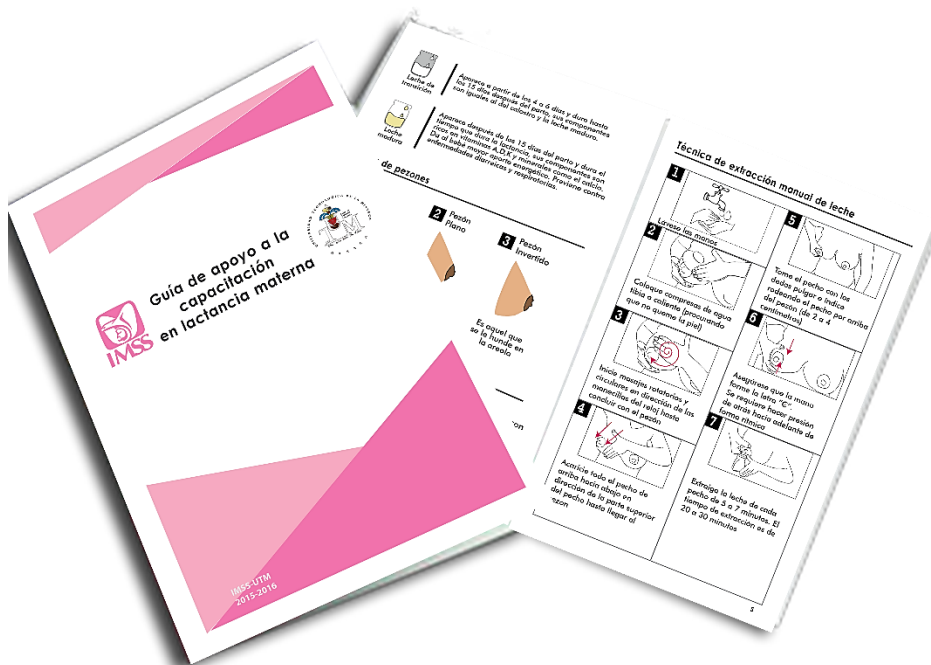 Guía de apoyo a la
capacitación
en lactancia materna
IMSS
IMSS-UTM
2015-2016
Leche de
transición
Aparece a partir de los 4 a 6 días y dura hasta
los 15 días después del parto, sus componentes
son iguales al del calostro y la leche madura.
Leche
madura
Aparece después de los 15 días del parto y dura el
tiempo que dura la lactancia, sus componentes son
ricos en vitaminas A,D,K y minerales como el calcio.
Da al bebé mayor aporte energético. Proviene contra
enfermedades diarreicas y respiratorias.
de pezones
2 Pezón
Plano
3 Pezón
Invertido
Es aquel que
se le hunde en
la areola
Técnica de extracción manual de leche
1
Lavese las manos
2
Coloque compresas de agua
tibia a caliente (procurando
que no queme la piel)
3
Inicie masajes rotatorios y
circulares en dirección de las
manecillas del reloj hasta
concluir con el pezón
4
Acaricie todo el pecho de
arriba hacia abajo en
dirección de la parte superior
del pecho hasta llegar al
ezon
5
Tome el pecho con los
dedos pulgar e índice
rodeando el pecho por arriba
del pezón (de 2 a 4
centímetros)
6
Asegúrese que la mano
forme la letra "C".
Se requiere hacer presión
de atrás hacia adelante de
forma rítmica
7
Extraiga la leche de cada
pecho de 5 a 7 minutos. El
tiempo de extracción es de
20 a 30 minutos
5